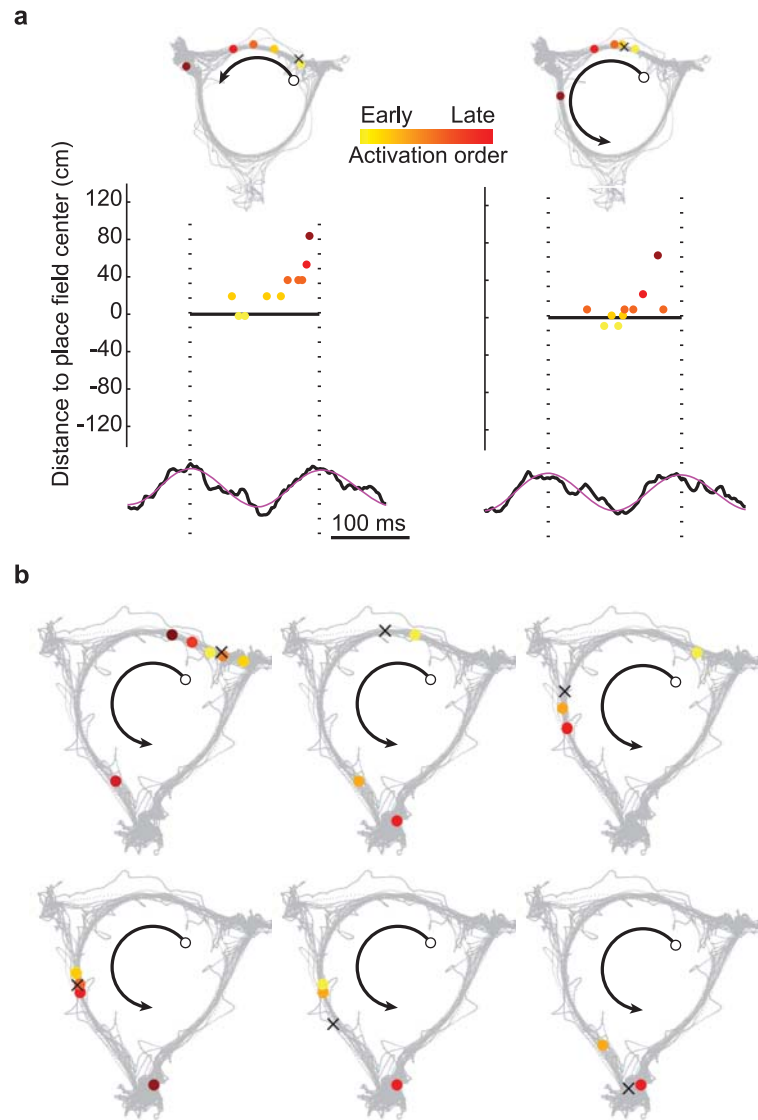 a
Early Late
Activation order
Distance to place field center (cm)
120
80
40
0
-40
-80
-120
100 ms
b